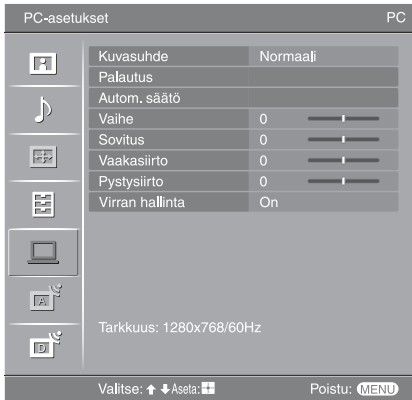 PC-asetukset PC
Kuvasuhde Normaali
Palautus
Autom. säätö
Vaihe 0
Sovitus 0
Vaakasiirto 0
Pystysiirto 0
Virran hallinta On
A
D
Tarkkuus: 1280x768/60Hz
Valitse: Aseta: Poistu: MENU